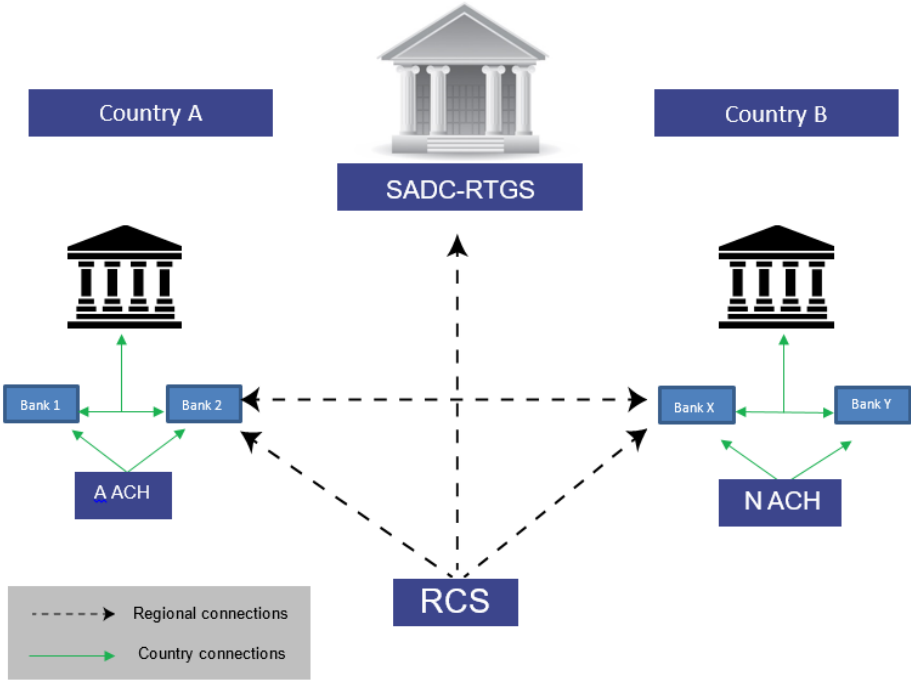 Country A
Country B
SADC-RTGS
Bank 1
Bank 2
Bank X
Bank Y
A ACH
N ACH
RCS
Regional connections
Country connections